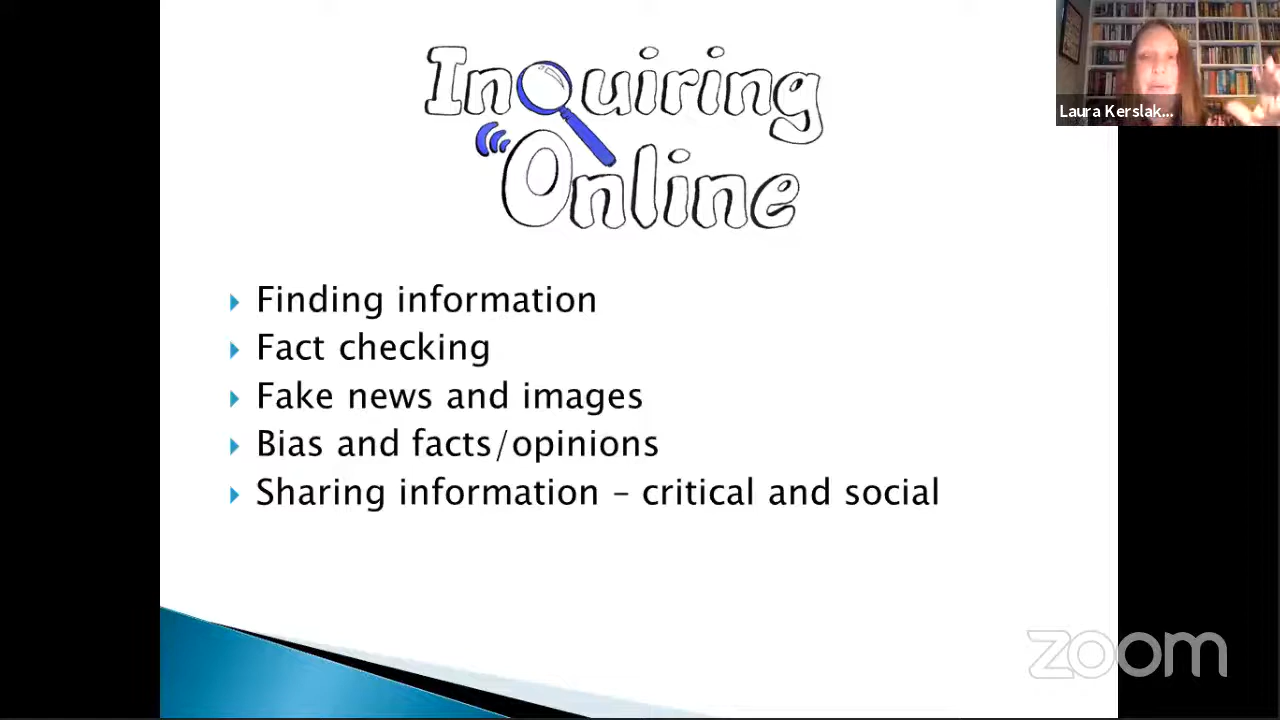 Inquiring
Online
Laura Kerslak...
Finding information
Fact checking
Fake news and images
Bias and facts/opinions
Sharing information – critical and social
zoom